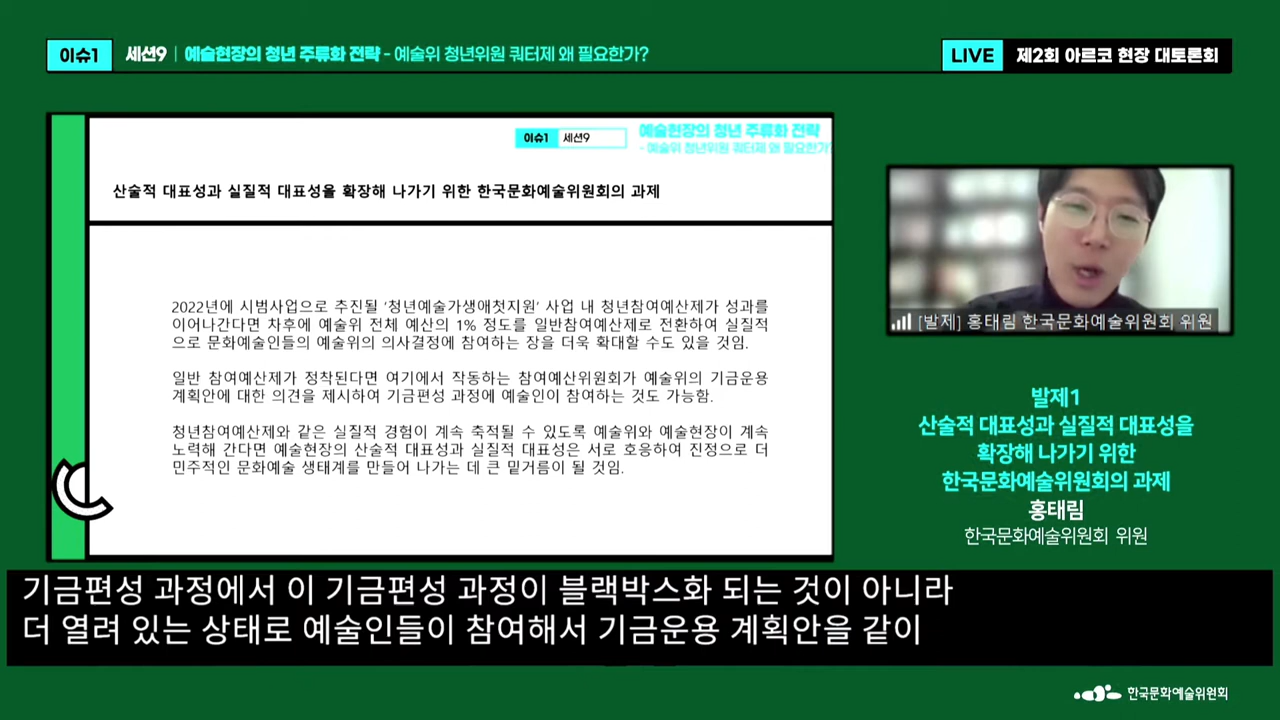 이슈1
세션9 | 예술현장의 청년 주류화 전략 - 예술위 청년위원 쿼터제 왜 필요한가?
LIVE 제2회 아르코 현장 대토론회
이슈1 세션9
예술현장의 청년 주류화 전략
- 예술위 청년위원 쿼터제 왜 필요한가?
산술적 대표성과 실질적 대표성을 확장해 나가기 위한 한국문화예술위원회의 과제
2022년에 시범사업으로 추진될 ‘청년예술가생애첫지원’ 사업 내 청년참여예산제가 성과를
이어나간다면 차후에 예술위 전체 예산의 1% 정도를 일반참여예산제로 전환하여 실질적
으로 문화예술인들의 예술위의 의사결정에 참여하는 장을 더욱 확대할 수도 있을 것임.
일반 참여예산제가 정착된다면 여기에서 작동하는 참여예산위원회가 예술위의 기금운용
계획안에 대한 의견을 제시하여 기금편성 과정에 예술인이 참여하는 것도 가능함.
청년참여예산제와 같은 실질적 경험이 계속 축적될 수 있도록 예술위와 예술현장이 계속
노력해 간다면 예술현장의 산술적 대표성과 실질적 대표성은 서로 호응하여 진정으로 더
민주적인 문화예술 생태계를 만들어 나가는 데 큰 밑거름이 될 것임.
[발제] 홍태림 한국문화예술위원회 위원
발제1
산술적 대표성과 실질적 대표성을
확장해 나가기 위한
한국문화예술위원회의 과제
홍태림
한국문화예술위원회 위원
기금편성 과정에서 이 기금편성 과정이 블랙박스화 되는 것이 아니라
더 열려 있는 상태로 예술인들이 참여해서 기금운용 계획안을 같이
한국문화예술위원회